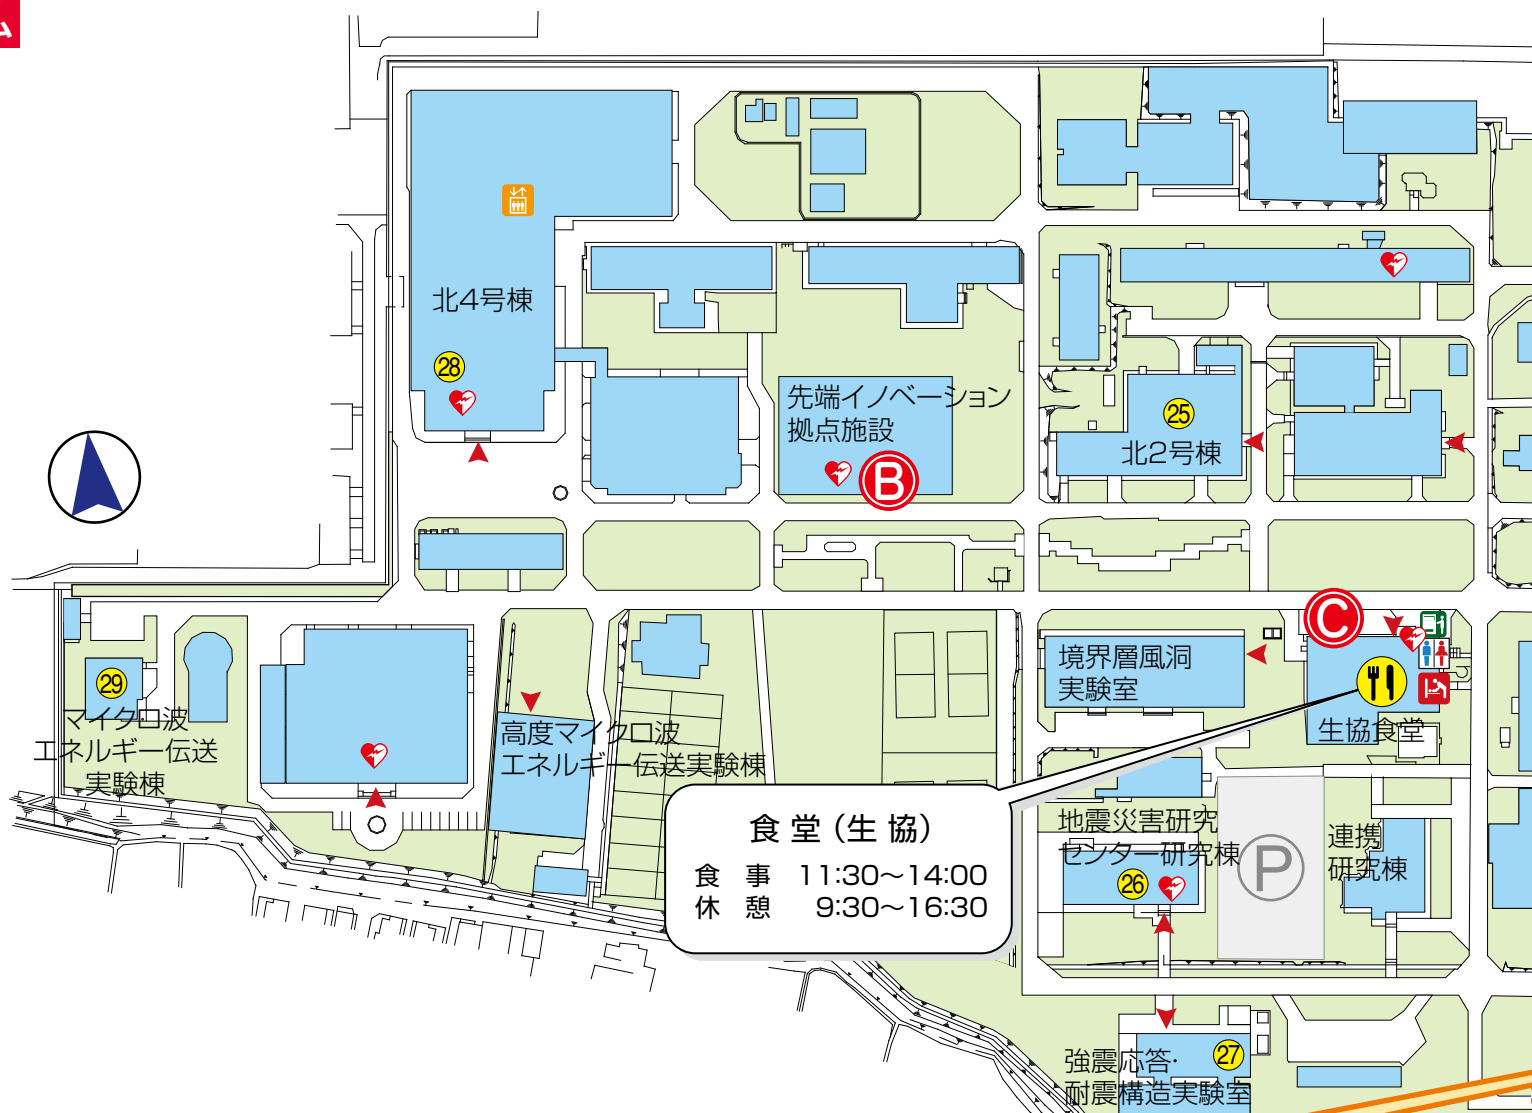 ム
北4号棟
28
先端イノベーション
拠点施設
B
25
北2号棟
C
境界層風洞
実験室
生協食堂
29
マイクロ波
エネルギー伝送
実験棟
高度マイクロ波
エネルギー伝送実験棟
食堂（生協）
食事 11:30〜14:00
休憩 9:30〜16:30
地震災害研究
センター研究棟
26
P
連携
研究棟
強震応答・
耐震構造実験室
27